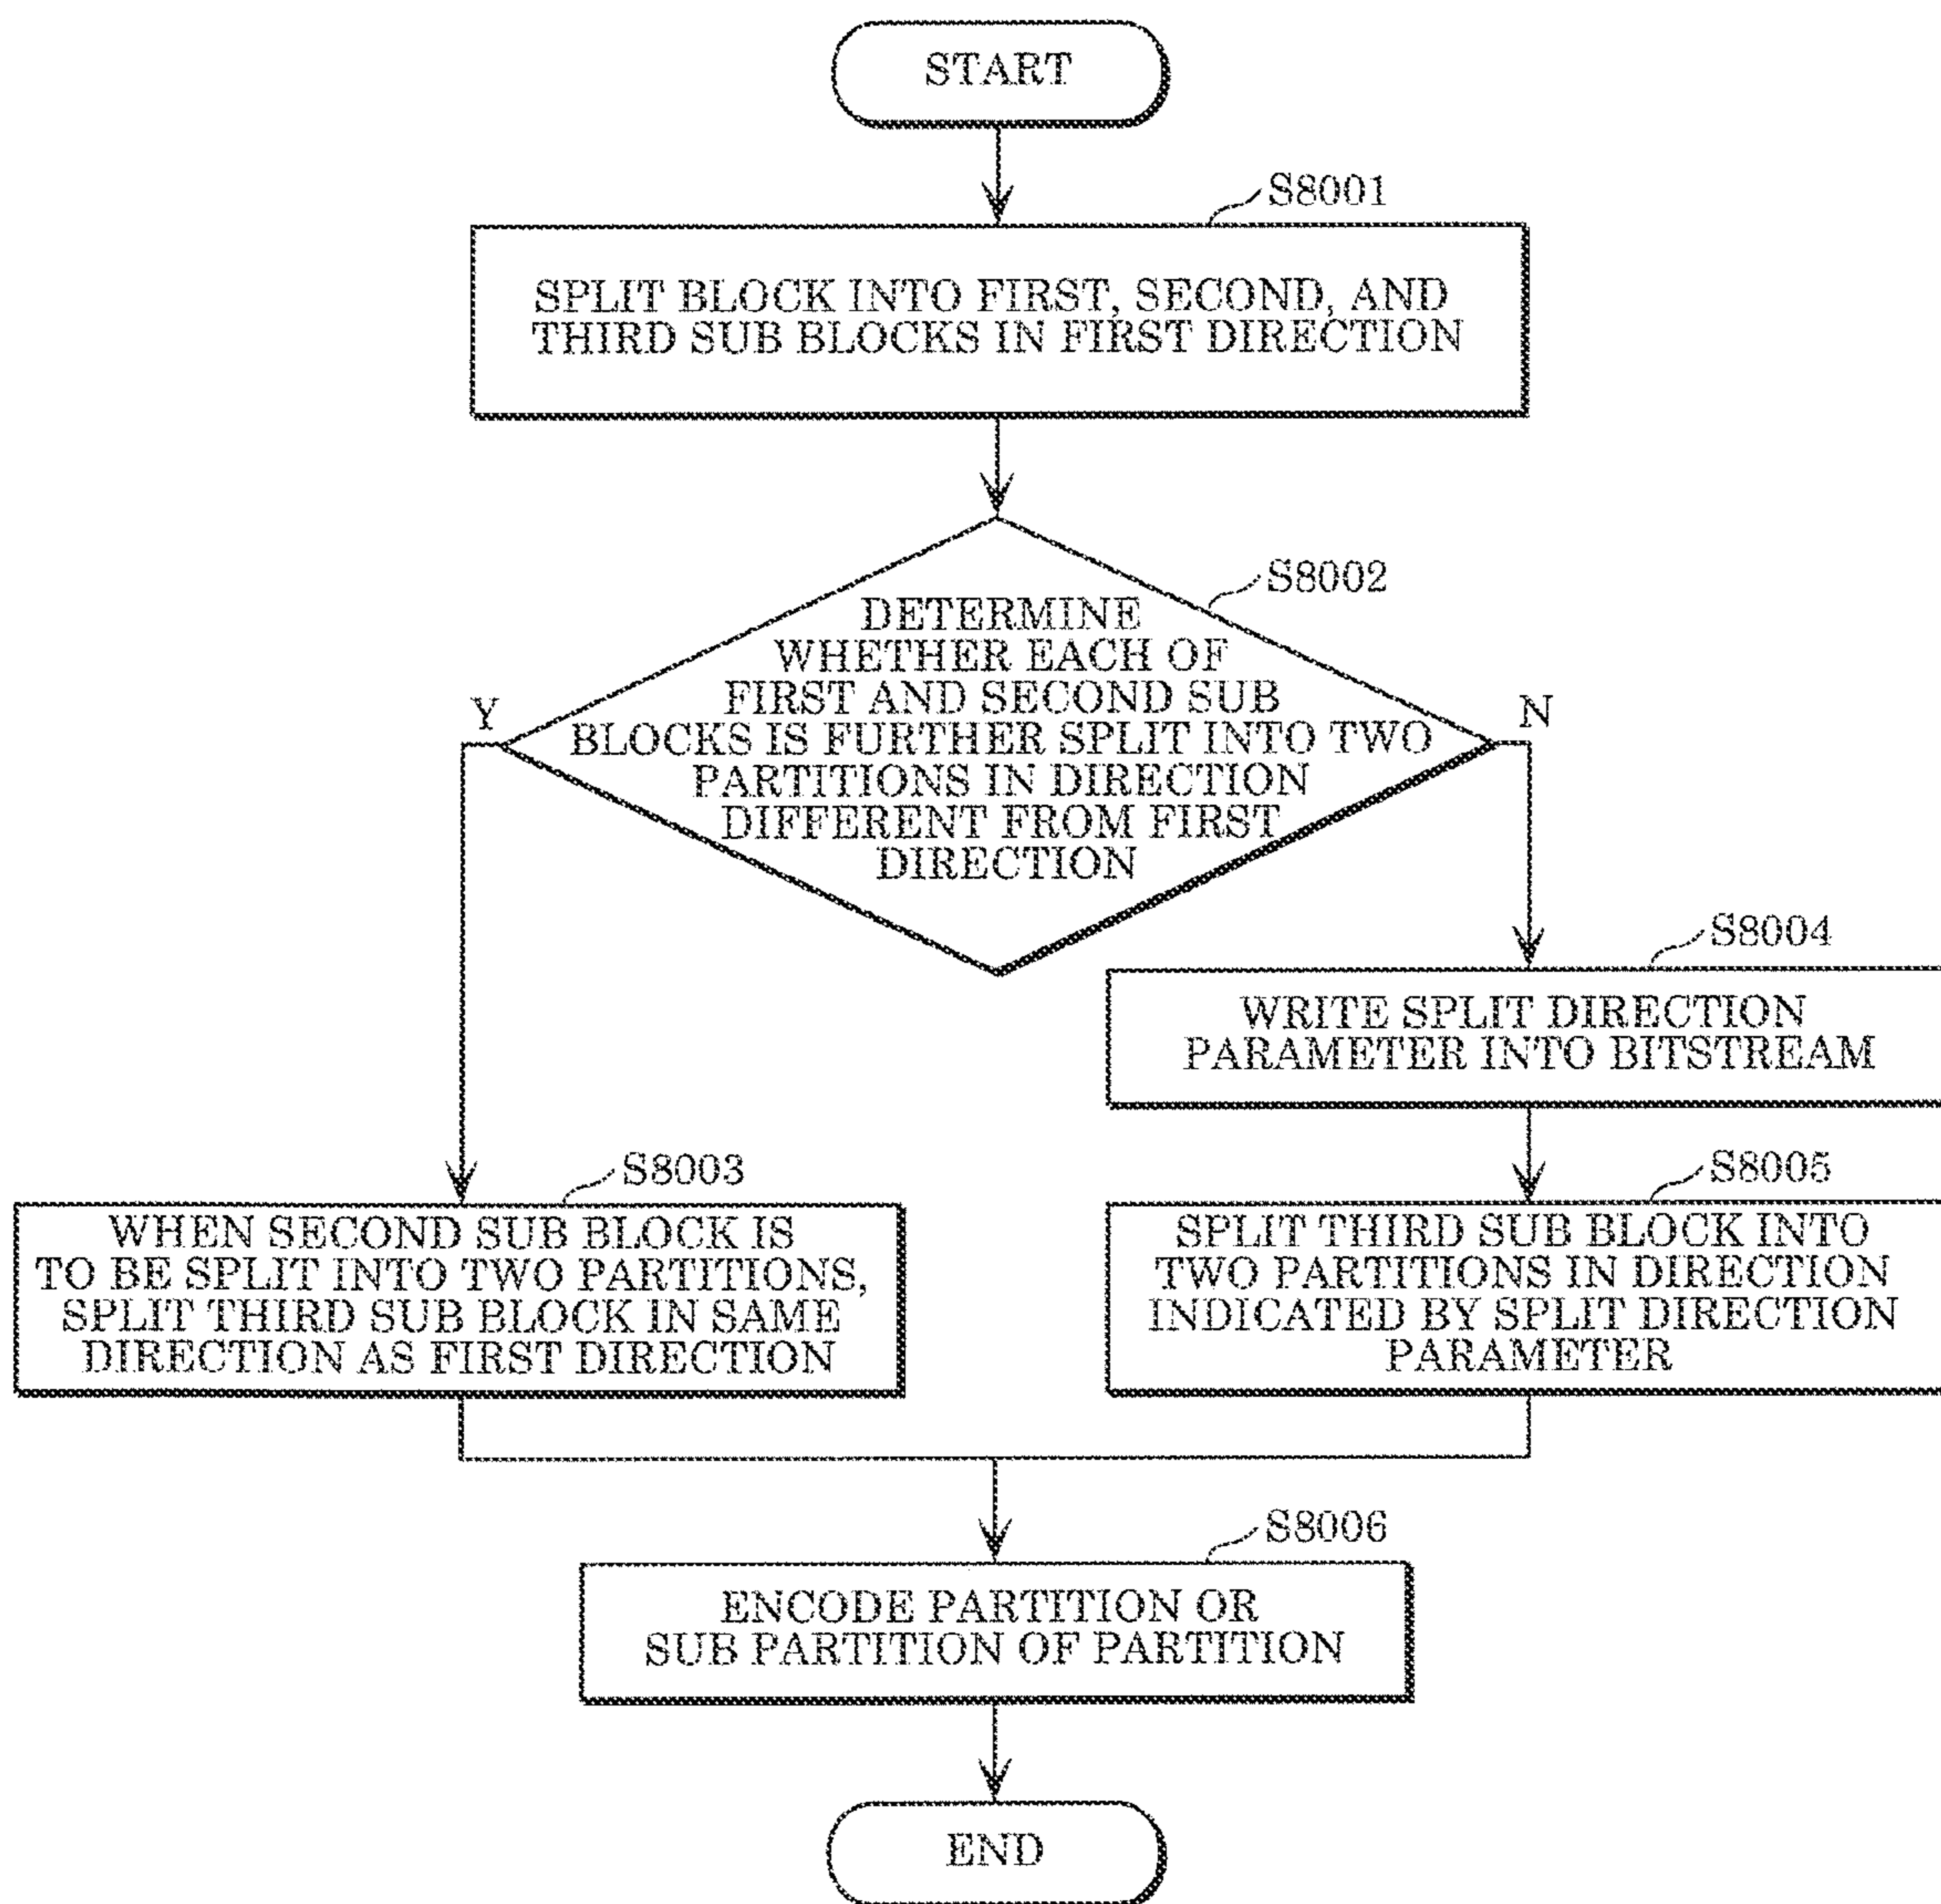 START
S8001
SPLIT BLOCK INTO FIRST, SECOND, AND
THIRD SUB BLOCKS IN FIRST DIRECTION
S8002
DETERMINE
WHETHER EACH OF
FIRST AND SECOND SUB
BLOCKS IS FURTHER SPLIT INTO TWO
PARTITIONS IN DIRECTION
DIFFERENT FROM FIRST
DIRECTION
Y
N
S8004
WRITE SPLIT DIRECTION
PARAMETER INTO BITSTREAM
S8003
WHEN SECOND SUB BLOCK IS
TO BE SPLIT INTO TWO PARTITIONS,
SPLIT THIRD SUB BLOCK IN SAME
DIRECTION AS FIRST DIRECTION
S8005
SPLIT THIRD SUB BLOCK INTO
TWO PARTITIONS IN DIRECTION
INDICATED BY SPLIT DIRECTION
PARAMETER
S8006
ENCODE PARTITION OR
SUB PARTITION OF PARTITION
END